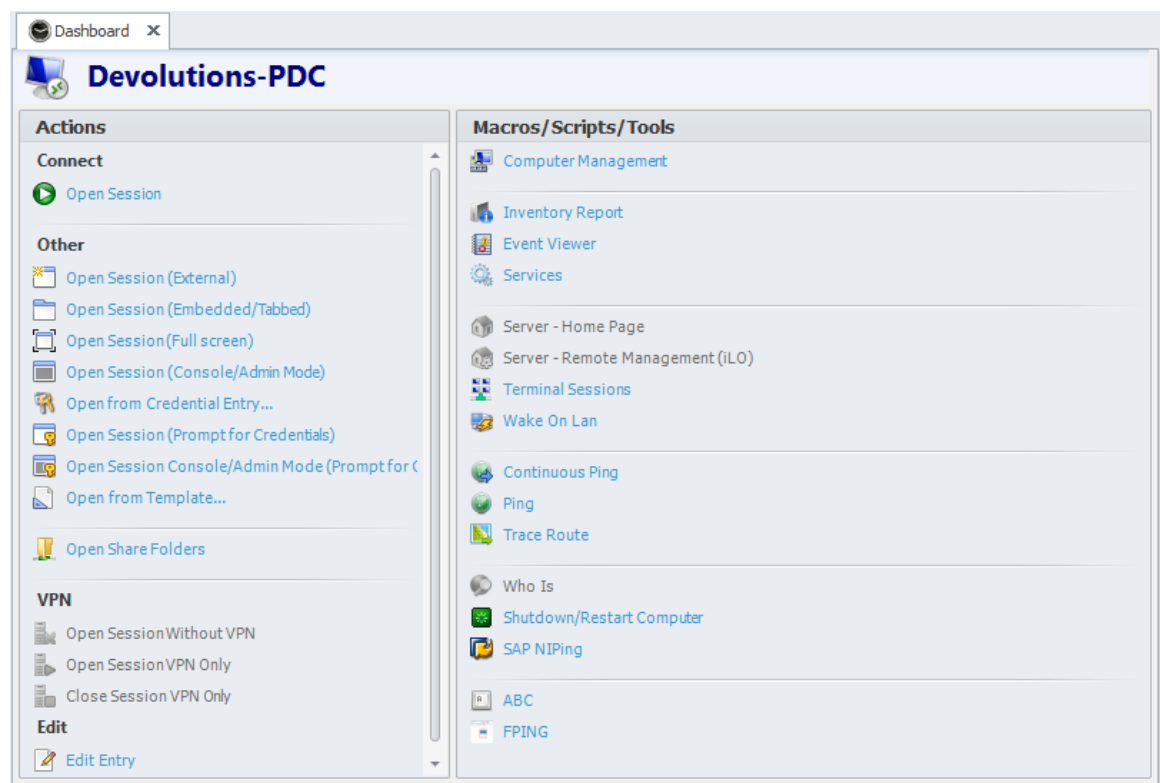 Dashboard
Devolutions-PDC
Actions
Connect
Open Session
Other
Open Session (External)
Open Session (Embedded/Tabbed)
Open Session (Full screen)
Open Session (Console/Admin Mode)
Open from Credential Entry...
Open Session (Prompt for Credentials)
Open Session Console/Admin Mode (Prompt for
Open from Template...
Open Share Folders
VPN
Open Session Without VPN
Open Session VPN Only
Close Session VPN Only
Edit
Edit Entry
Macros/Scripts/Tools
Computer Management
Inventory Report
Event Viewer
Services
Server - Home Page
Server - Remote Management (iLO)
Terminal Sessions
Wake On Lan
Continuous Ping
Ping
Trace Route
Who Is
Shutdown/Restart Computer
SAP NIPing
ABC
FPING